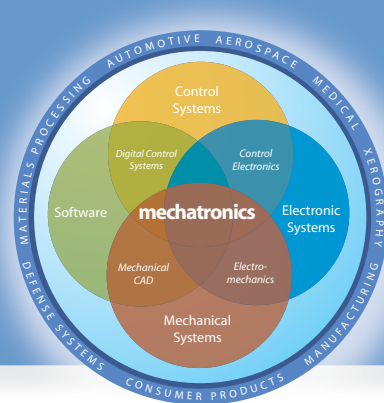 MATERIALS PROCESSING
AUTOMOTIVE
AEROSPACE
MEDICAL
XEROGRAPHY
MANUFACTURING
CONSUMER PRODUCTS
DEFENSE SYSTEMS
Control
Systems
Digital Control
Systems
Control
Electronics
Software
mechatronics
Electronic
Systems
Mechanical
CAD
Electro-
mechanics
Mechanical
Systems